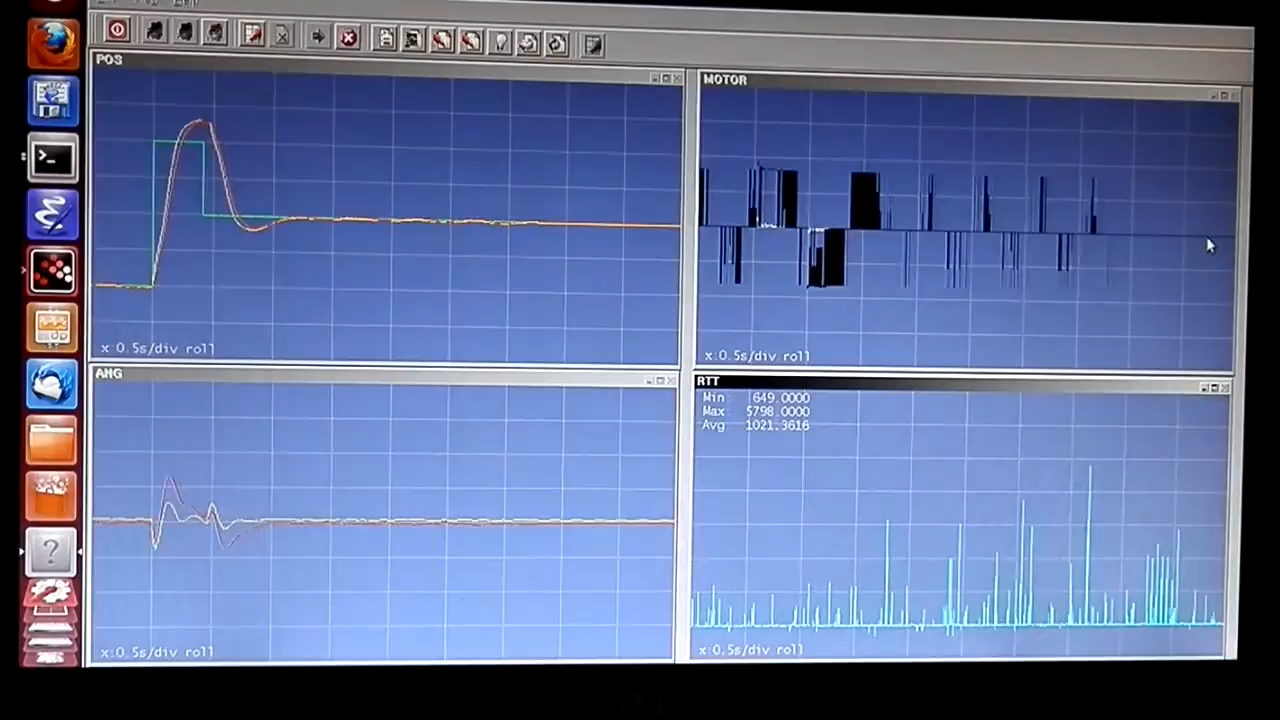 POS
MOTOR
x:0.5s/div roll
x:0.5s/div roll
ANG
RTT
Min: 649.0000
Max: 5798.0000
Avg: 1021.3616
x:0.5s/div roll
x:0.5s/div roll